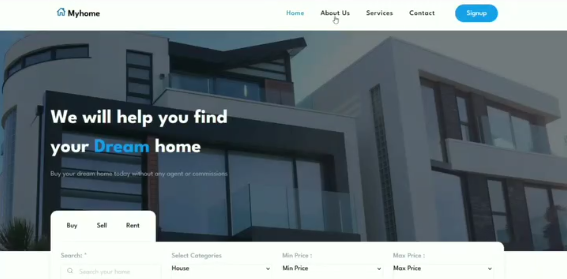 Myhome
Home About Us Services Contact Signup
We will help you find
your Dream home
Buy your dream home today without any agent or commissions
Buy Sell Rent
Search: * Select Categories Min Price : Max Price :
Search your home House Min Price Max Price